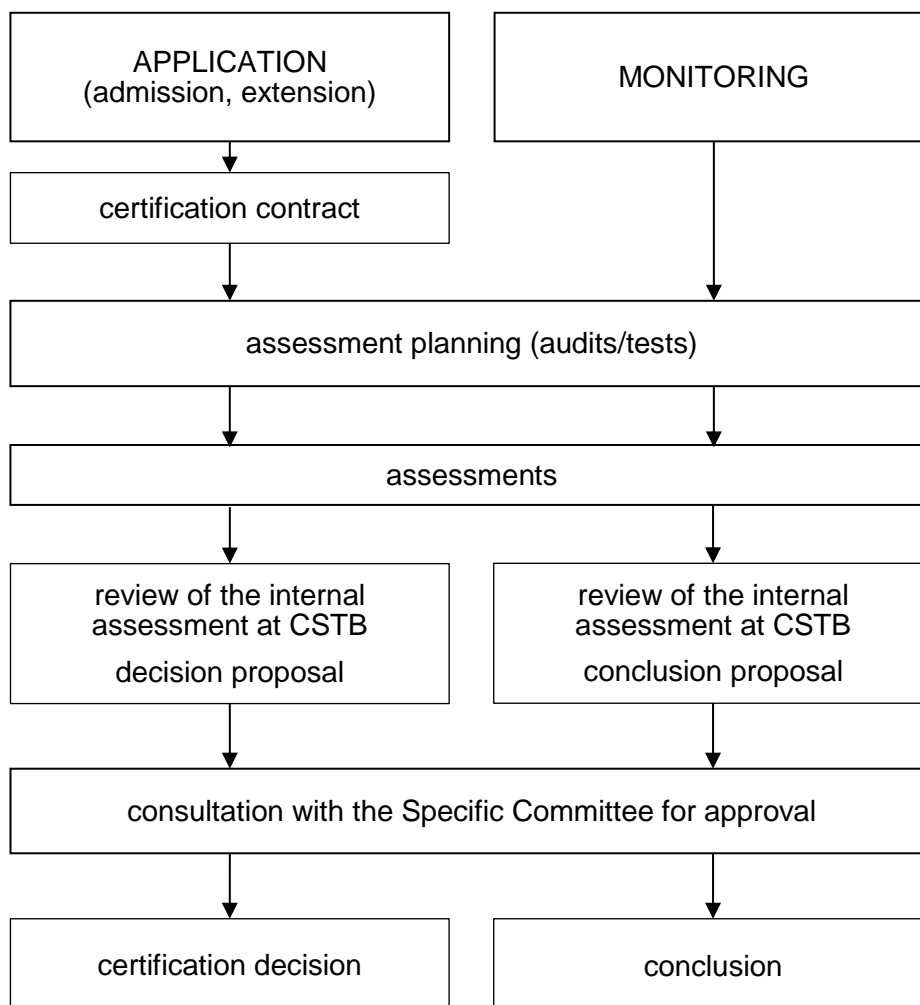 APPLICATION
(admission, extension)
MONITORING
certification contract
assessment planning (audits/tests)
assessments
review of the internal
assessment at CSTB
decision proposal
review of the internal
assessment at CSTB
conclusion proposal
consultation with the Specific Committee for approval
certification decision
conclusion